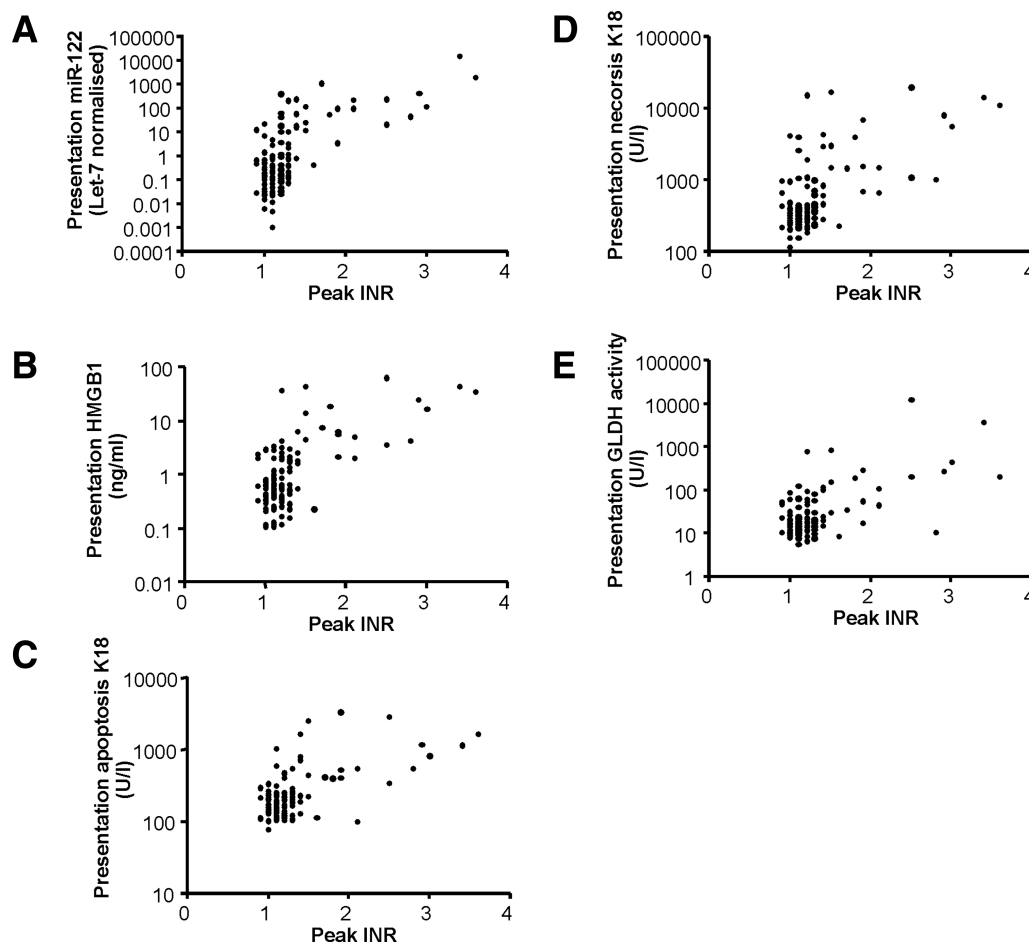 A
Presentation miR-122
(Let-7 normalised)
100000
10000
1000
100
10
1
0.1
0.01
0.001
0.0001
0 1 2 3 4
Peak INR
B
Presentation HMGB1
(ng/ml)
100
10
1
0.1
0.01
0 1 2 3 4
Peak INR
C
Presentation apoptosis K18
(U/l)
10000
1000
100
10
0 1 2 3 4
Peak INR
D
Presentation necorsis K18
(U/l)
100000
10000
1000
100
0 1 2 3 4
Peak INR
E
Presentation GLDH activity
(U/l)
100000
10000
1000
100
10
1
0 1 2 3 4
Peak INR